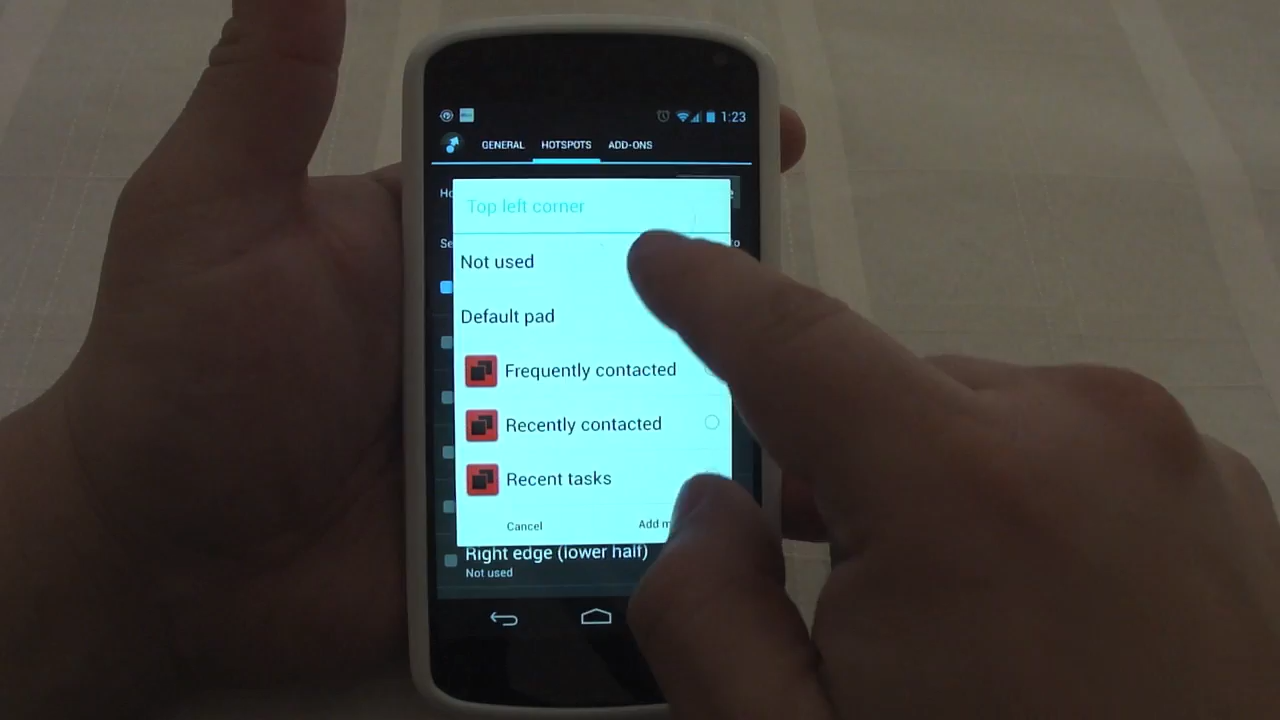 1:23
GENERAL HOTSPOTS ADD-ONS
Top left corner
Not used
Default pad
Frequently contacted
Recently contacted
Recent tasks
Cancel Add
Right edge (lower half)
Not used